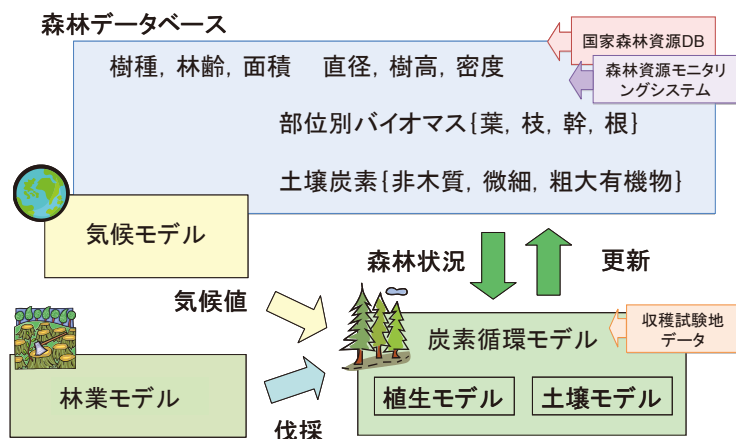 森林データベース
国家森林資源DB
樹種, 林齢, 面積　直径, 樹高, 密度
森林資源モニタリ
ングシステム
部位別バイオマス{葉, 枝, 幹, 根}
土壌炭素{非木質, 微細, 粗大有機物}
気候モデル
森林状況
更新
気候値
炭素循環モデル
収穫試験地
データ
林業モデル
植生モデル
土壌モデル
伐採